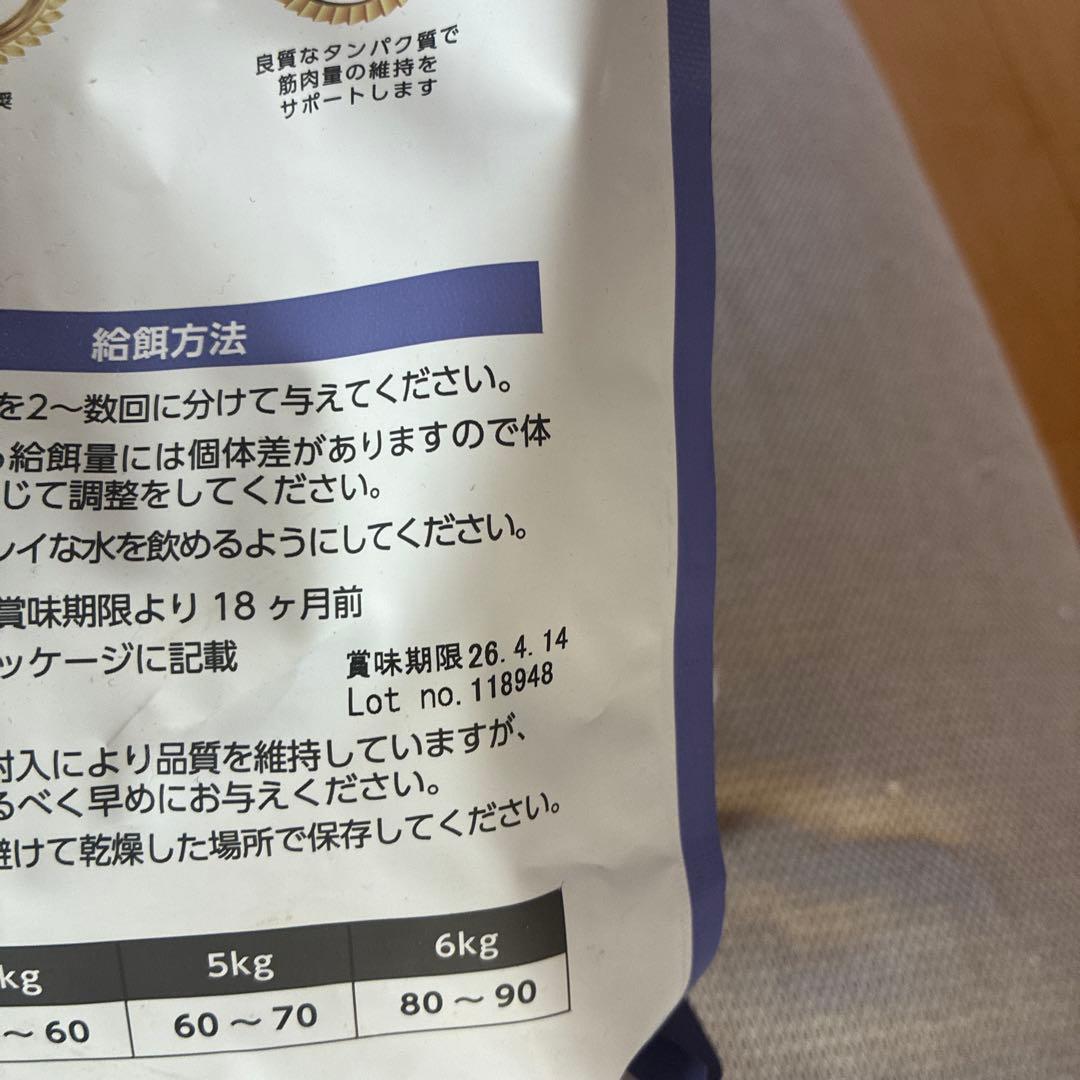 良質なタンパク質で
筋肉量の維持を
サポートします
奨
給餌方法
を2～数回に分けて与えてください。
給餌量には個体差がありますので体
じて調整をしてください。
レイな水を飲めるようにしてください。
賞味期限より 18 ヶ月前
ッケージに記載
賞味期限26.4.14
Lot no.118948
封入により品質を維持していますが、
るべく早めにお与えください。
避けて乾燥した場所で保存してください。
kg 5kg 6kg
～60 60～70 80～90